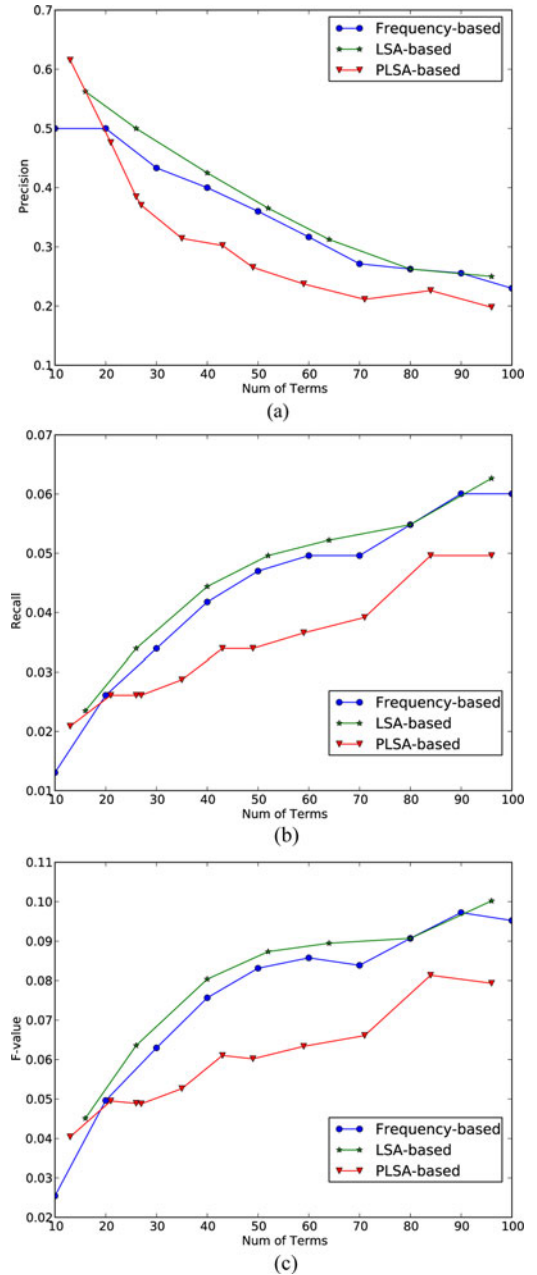 0.7
0.6
0.5
0.4
0.3
0.2
0.1
Precision
Frequency-based
LSA-based
PLSA-based
10 20 30 40 50 60 70 80 90 100
Num of Terms
(a)
0.07
0.06
0.05
0.04
0.03
0.02
0.01
Recall
Frequency-based
LSA-based
PLSA-based
10 20 30 40 50 60 70 80 90 100
Num of Terms
(b)
0.11
0.10
0.09
0.08
0.07
0.06
0.05
0.04
0.03
0.02
F-value
Frequency-based
LSA-based
PLSA-based
10 20 30 40 50 60 70 80 90 100
Num of Terms
(c)